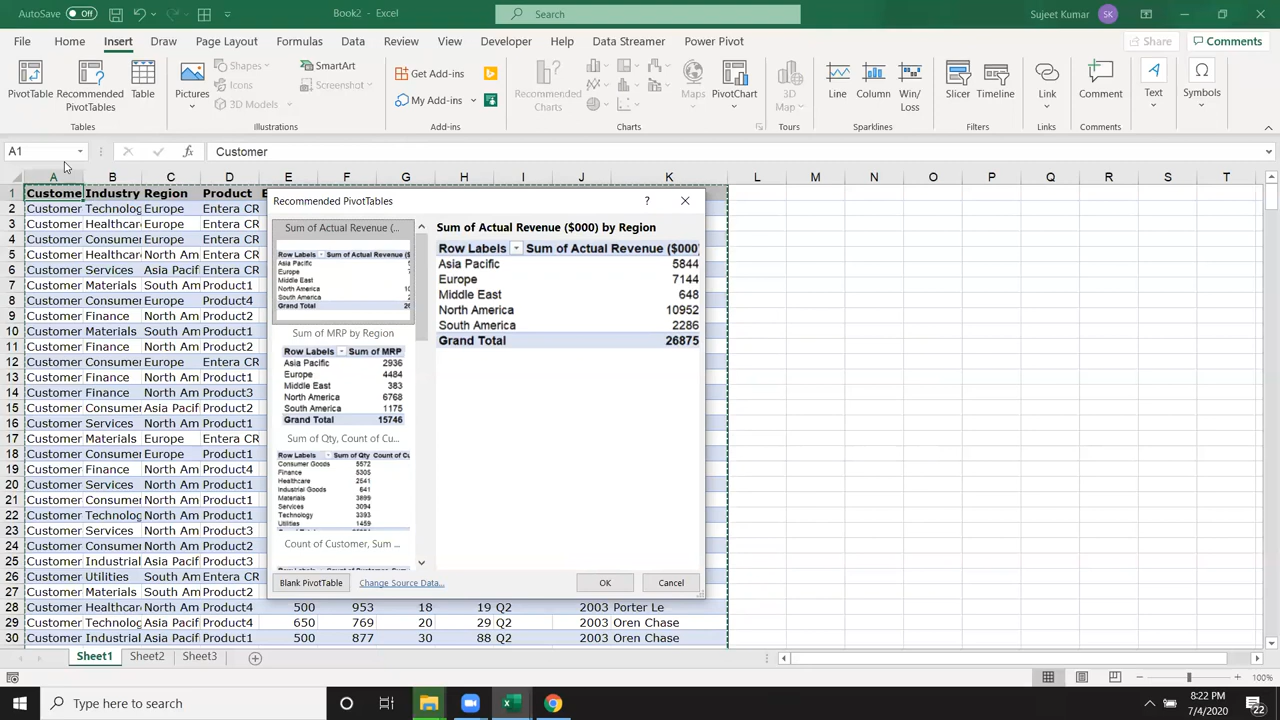 AutoSave Off Book2 - Excel Search Sujeet Kumar SK
File Home Insert Draw Page Layout Formulas Data Review View Developer Help Data Streamer Power Pivot Share Comments
PivotTable Recommended PivotTables Table Pictures Shapes Icons 3D Models SmartArt Screenshot Get Add-ins My Add-ins Recommended Charts Maps PivotChart 3D Map Line Column Win/Loss Slicer Timeline Link Comment Text Symbols
Tables Illustrations Add-ins Charts Tours Sparklines Filters Links Comments
A1 fx Customer
A B C D E F G H I J K L M N O P Q R S T
1 Custome Industry Region Product
2 Customer Technolog Europe Entera CR
3 Customer Healthcar Europe Entera CR
4 Customer Consumer Europe Entera CR
5 Customer Healthcar Europe Entera CR
6 Customer Services Asia Pacif Entera CR
7 Customer Materials South Am Product1
8 Customer Consumer Europe Product4
9 Customer Finance North Am Product2
10 Customer Materials South Am Product1
11 Customer Finance North Am Product2
12 Customer Consumer Europe Entera CR
13 Customer Finance North Am Product1
14 Customer Finance North Am Product3
15 Customer Consumer Asia Pacif Product2
16 Customer Services North Am Product1
17 Customer Materials Europe Entera CR
18 Customer Consumer Europe Product1
19 Customer Finance North Am Product4
20 Customer Services North Am Product1
21 Customer Consumer North Am Product1
22 Customer Technolog North Am Product1
23 Customer Services North Am Product1
24 Customer Consumer North Am Product2
25 Customer Industrial Asia Pacif Product3
26 Customer Utilities South Am Entera CR
27 Customer Materials South Am Product2
28 Customer Healthcar North Am Product4 500 953 18 19 Q2 2003 Porter Le
29 Customer Technolog Asia Pacif Product4 650 769 20 29 Q2 2003 Oren Chase
30 Customer Industrial Asia Pacif Product1 500 877 30 88 Q2 2003 Oren Chase
Recommended PivotTables ?
Sum of Actual Revenue (...
Row Labels Sum of Actual Revenue ($
Asia Pacific
Europe
Middle East
North America
South America
Grand Total
Sum of MRP by Region
Row Labels Sum of MRP
Asia Pacific 2936
Europe 4484
Middle East 383
North America 6768
South America 1175
Grand Total 15746
Sum of Qty, Count of Cu...
Row Labels Sum of Qty Count of C
Consumer Goods 5572
Finance 5305
Healthcare 2541
Industrial Goods 641
Materials 3899
Services 3094
Technology 3393
Utilities 1459
Count of Customer, Sum ...
Sum of Actual Revenue ($000) by Region
Row Labels Sum of Actual Revenue ($000)
Asia Pacific 5844
Europe 7144
Middle East 648
North America 10952
South America 2286
Grand Total 26875
Blank PivotTable Change Source Data... OK Cancel
Sheet1 Sheet2 Sheet3
100%
Type here to search
8:22 PM
7/4/2020
22